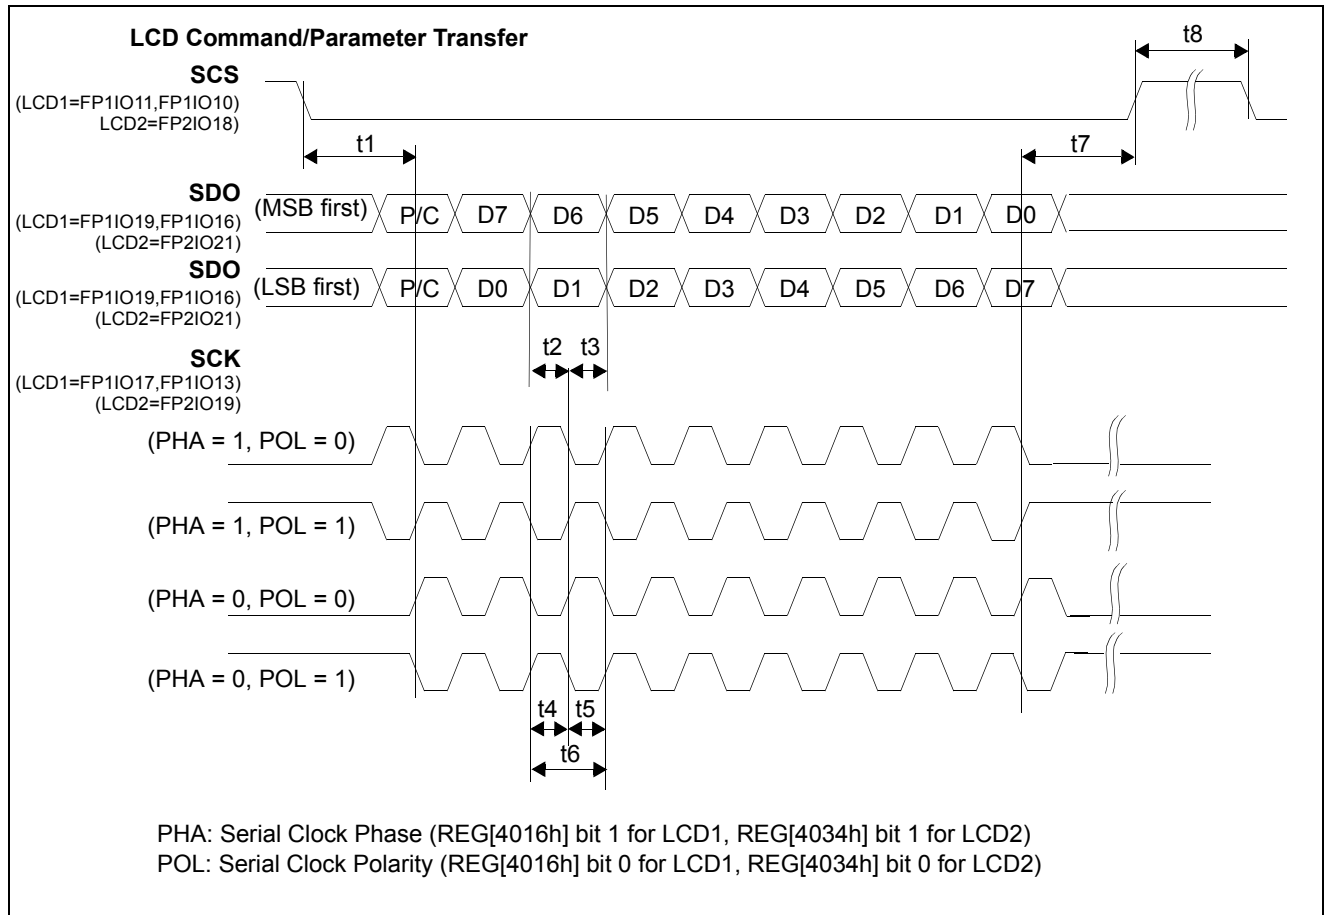 LCD Command/Parameter Transfer
t8
SCS
(LCD1=FP1IO11,FP1IO10)
LCD2=FP2IO18)
t1
t7
SDO
(LCD1=FP1IO19,FP1IO16)
(LCD2=FP2IO21)
(MSB first) P/C D7 D6 D5 D4 D3 D2 D1 D0
SDO
(LCD1=FP1IO19,FP1IO16)
(LCD2=FP2IO21)
(LSB first) P/C D0 D1 D2 D3 D4 D5 D6 D7
t2 t3
SCK
(LCD1=FP1IO17,FP1IO13)
(LCD2=FP2IO19)
(PHA = 1, POL = 0)
(PHA = 1, POL = 1)
(PHA = 0, POL = 0)
(PHA = 0, POL = 1)
t4 t5
t6
PHA: Serial Clock Phase (REG[4016h] bit 1 for LCD1, REG[4034h] bit 1 for LCD2)
POL: Serial Clock Polarity (REG[4016h] bit 0 for LCD1, REG[4034h] bit 0 for LCD2)